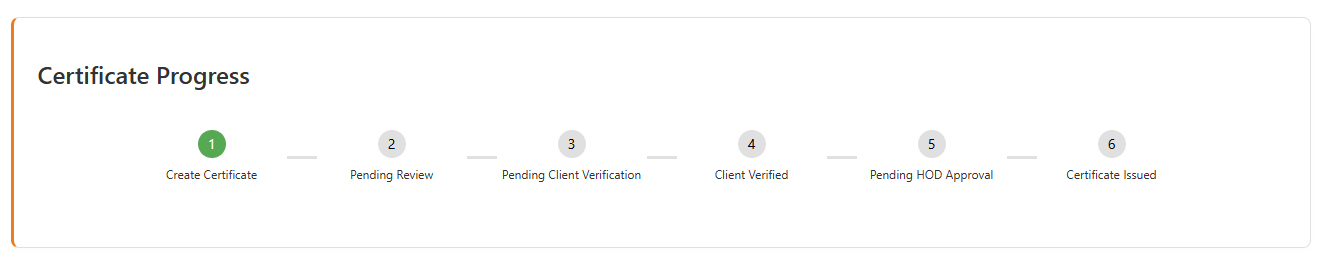 Certificate Progress
1 2 3 4 5 6
Create Certificate Pending Review Pending Client Verification Client Verified Pending HOD Approval Certificate Issued